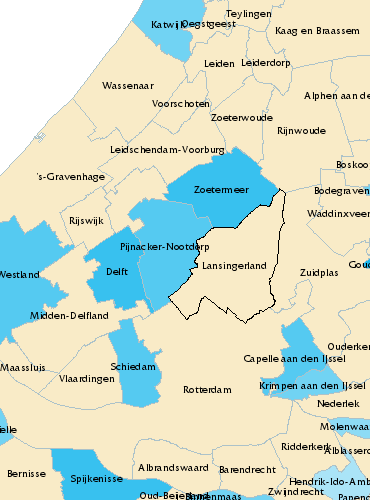 Teylingen
Katwijk
Oegstgeest
Kaag en Braassem
Leiden
Leiderdorp
Wassenaar
Alphen aan de
Voorschoten
Zoeterwoude
Rijnwoude
Leidschendam-Voorburg
Boskoo
's-Gravenhage
Zoetermeer
Bodegraven
Waddinxveen
Rijswijk
Pijnacker-Nootdorp
Lansingerland
Goud
Westland
Delft
Zuidplas
Midden-Delfland
Ouderker
Capelle aan den IJssel
Maassluis
Schiedam
Vlaardingen
Krimpen aan den IJssel
Rotterdam
Nederlek
Molenwaar
ielle
Ridderkerk
Alblasserd
Bernisse
Albrandswaard
Barendrecht
Spijkenisse
Hendrik-Ido-Amb
Zwijndrecht
Oud-Beijerland
Binnenmaas
Papend